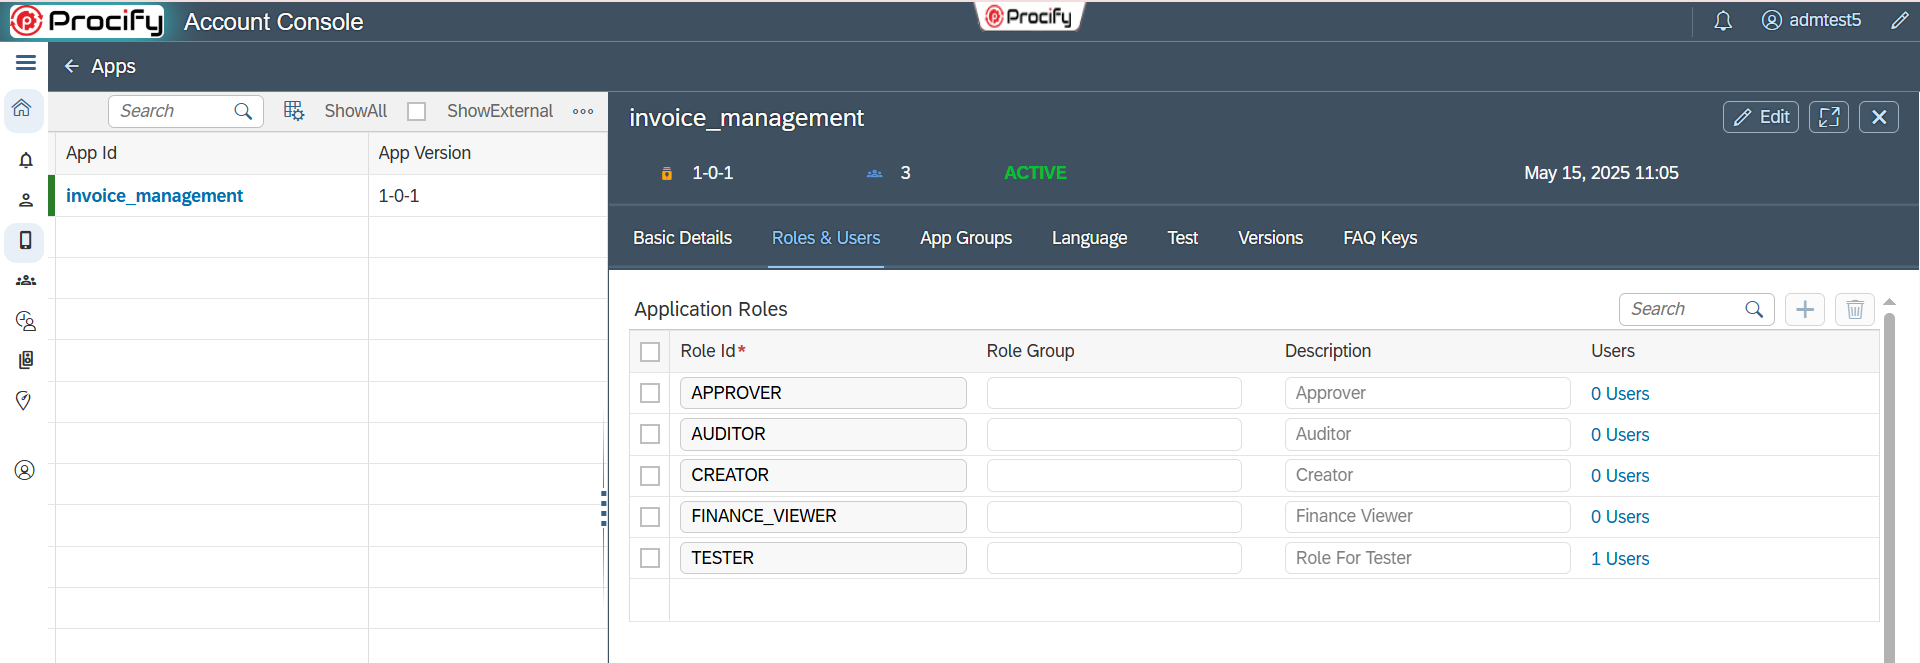 Procify Account Console
Procify
admtest5
Apps
Search ShowAll ShowExternal
App Id App Version
invoice_management 1-0-1
invoice_management
Edit
1-0-1 3 ACTIVE May 15, 2025 11:05
Basic Details Roles & Users App Groups Language Test Versions FAQ Keys
Application Roles Search
Role Id* Role Group Description Users
APPROVER Approver 0 Users
AUDITOR Auditor 0 Users
CREATOR Creator 0 Users
FINANCE_VIEWER Finance Viewer 0 Users
TESTER Role For Tester 1 Users